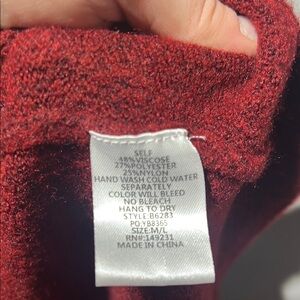 SELF
48%VISCOSE
27%POLYESTER
25%NYLON
HAND WASH COLD WATER
SEPARATELY
COLOR WILL BLEED
NO BLEACH
HANG TO DRY
STYLE:B6283
PO:YB8365
SIZE:M/L
RN#:149231
MADE IN CHINA